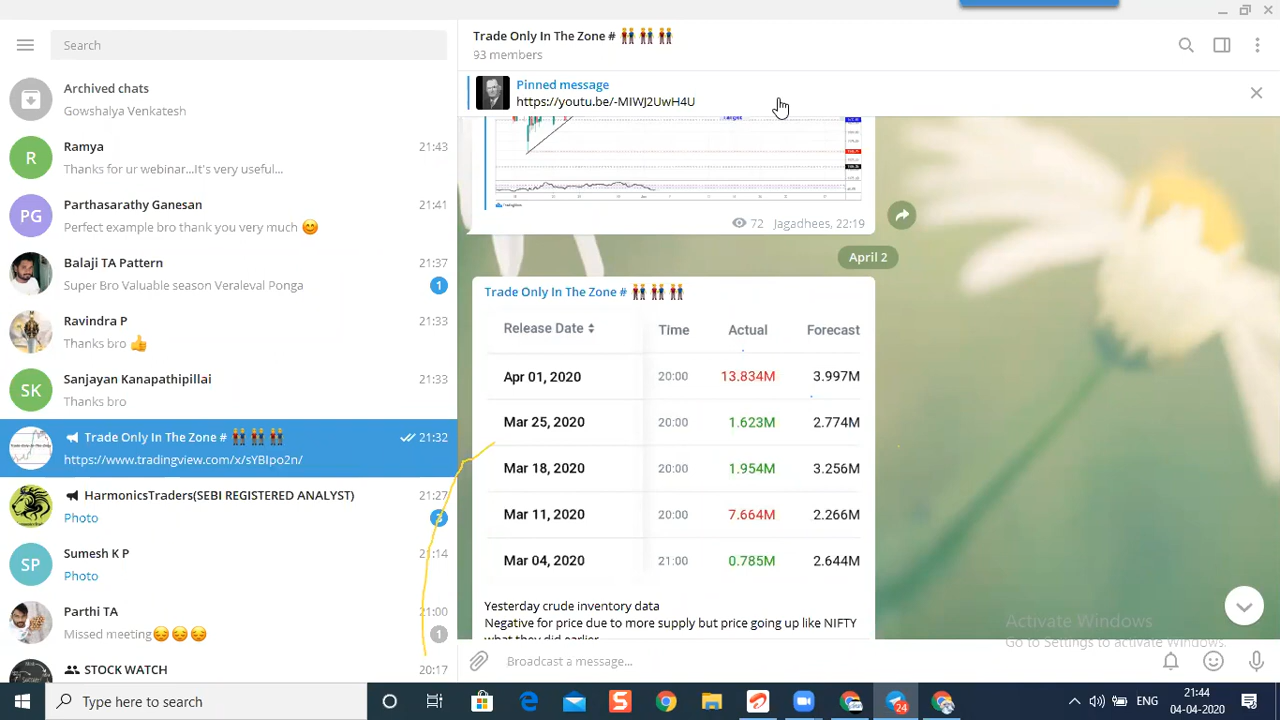 Search
Archived chats
Gowshalya Venkatesh
R
Ramya
21:43
Thanks for ur webinar...It's very useful...
PG
Parthasarathy Ganesan
21:41
Perfect example bro thank you very much 😊
Balaji TA Pattern
21:37
Super Bro Valuable season Veraleval Ponga
1
Ravindra P
21:33
Thanks bro 👍
SK
Sanjayan Kanapathipillai
21:33
Thanks bro
Trade Only In The Zone # 👬 👬 👬
21:32
https://www.tradingview.com/x/sYBIpo2n/
HarmonicsTraders(SEBI REGISTERED ANALYST)
21:27
Photo
SP
Sumesh K P
21:14
Photo
Parthi TA
21:00
Missed meeting😔😔😔
1
STOCK WATCH
20:17
Trade Only In The Zone # 👬 👬 👬
93 members
Pinned message
https://youtu.be/-MIWJ2UwH4U
72 Jagadhees, 22:19
April 2
Trade Only In The Zone # 👬 👬 👬
Release Date Time Actual Forecast
Apr 01, 2020 20:00 13.834M 3.997M
Mar 25, 2020 20:00 1.623M 2.774M
Mar 18, 2020 20:00 1.954M 3.256M
Mar 11, 2020 20:00 7.664M 2.266M
Mar 04, 2020 21:00 0.785M 2.644M
Yesterday crude inventory data
Negative for price due to more supply but price going up like NIFTY
what they did earlier
Broadcast a message...
Activate Windows
Go to Settings to activate Windows.
Type here to search
24
ENG
21:44
04-04-2020